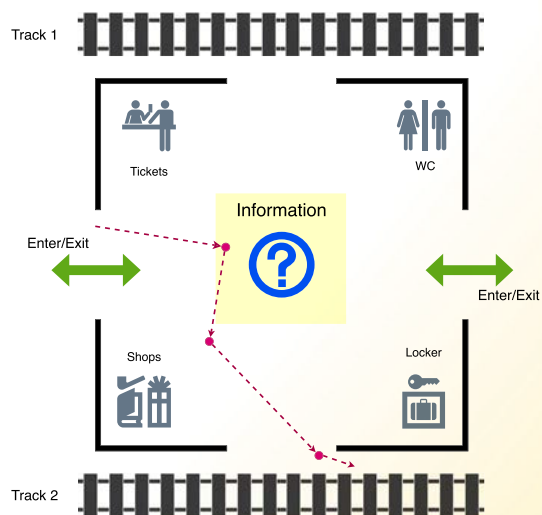 Track 1
Tickets
WC
Information
?
Enter/Exit
Enter/Exit
Shops
Locker
Track 2